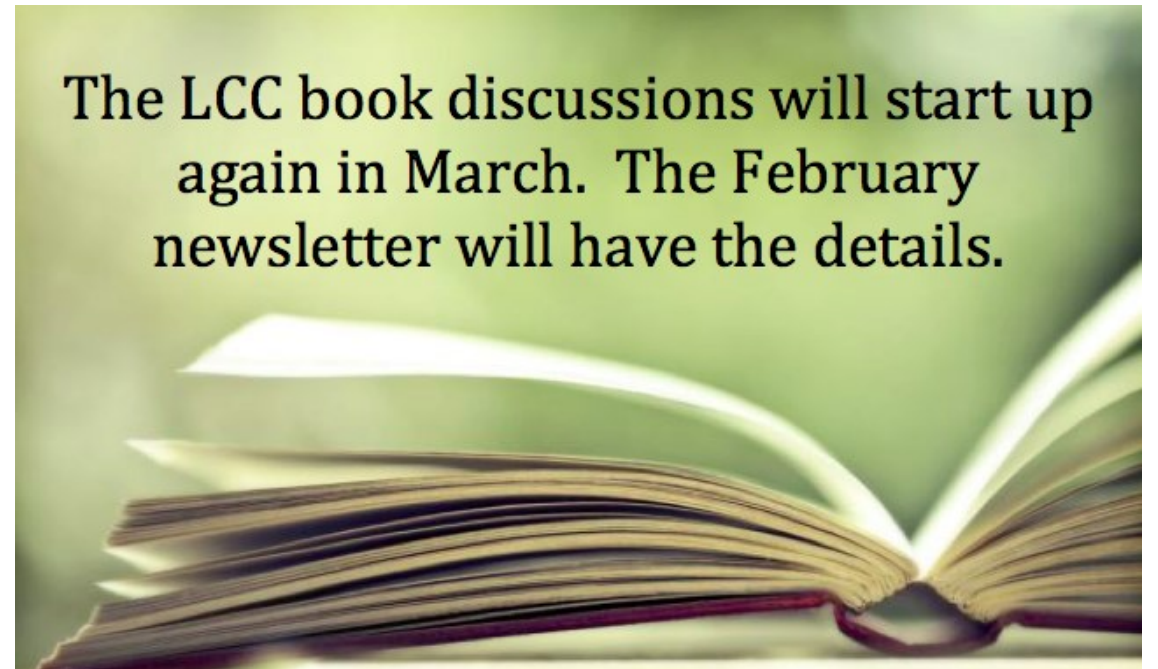 The LCC book discussions will start up
again in March.  The February
newsletter will have the details.